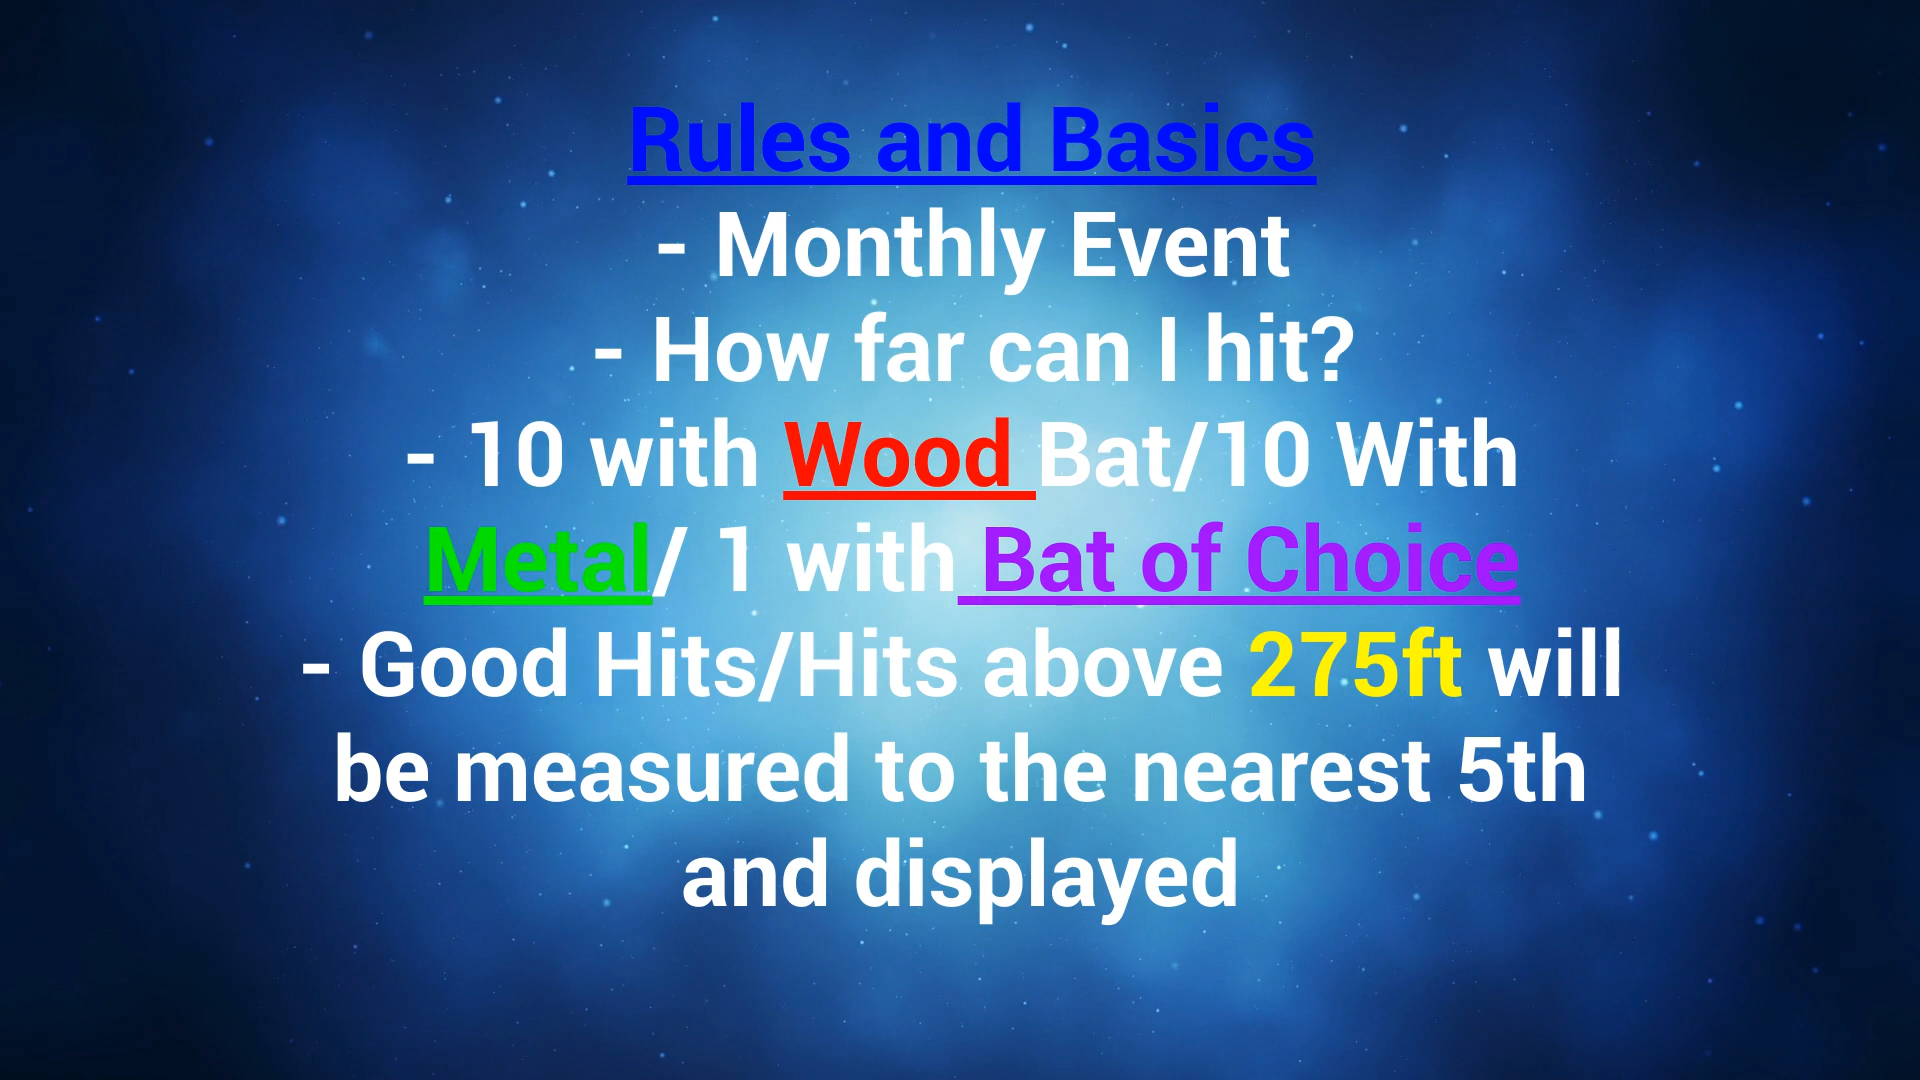 Rules and Basics
- Monthly Event
- How far can I hit?
- 10 with Wood Bat/10 With
Metal/ 1 with Bat of Choice
- Good Hits/Hits above 275ft will
be measured to the nearest 5th
and displayed